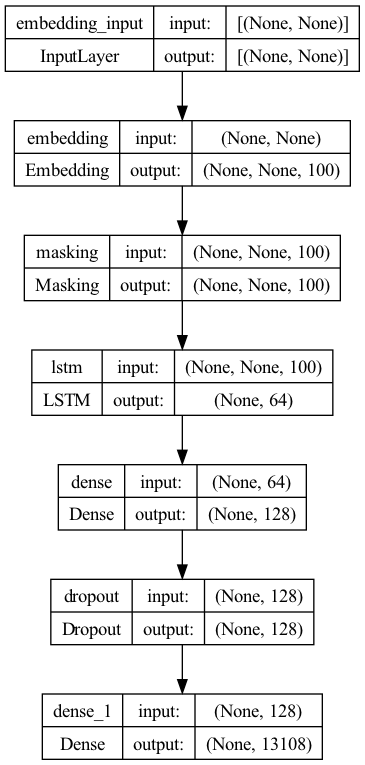 embedding_input input: [(None, None)]
InputLayer output: [(None, None)]
embedding input: (None, None)
Embedding output: (None, None, 100)
masking input: (None, None, 100)
Masking output: (None, None, 100)
lstm input: (None, None, 100)
LSTM output: (None, 64)
dense input: (None, 64)
Dense output: (None, 128)
dropout input: (None, 128)
Dropout output: (None, 128)
dense_1 input: (None, 128)
Dense output: (None, 13108)